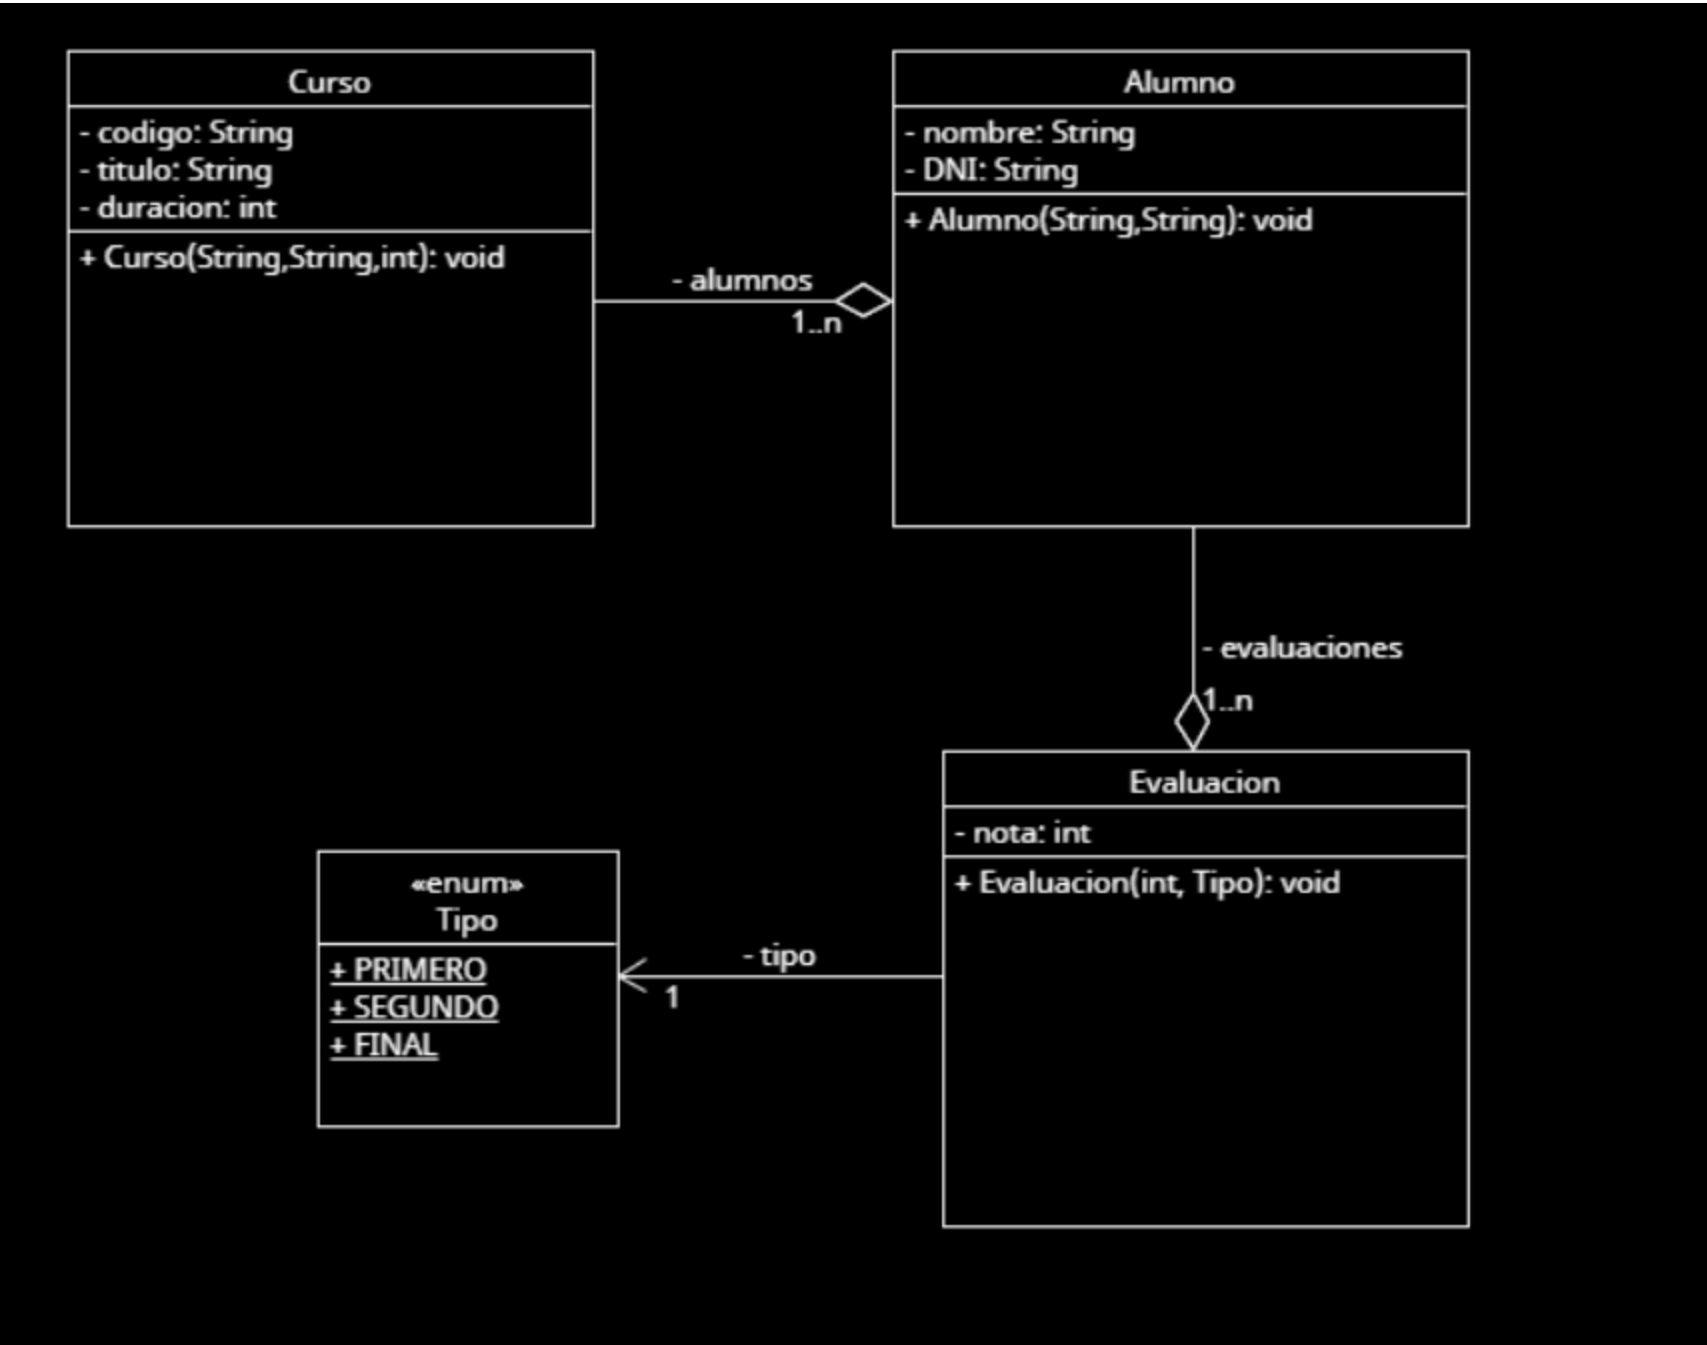 Curso
- codigo: String
- titulo: String
- duracion: int
+ Curso(String,String,int): void
- alumnos
1..n
Alumno
- nombre: String
- DNI: String
+ Alumno(String,String): void
- evaluaciones
1..n
Evaluacion
- nota: int
+ Evaluacion(int, Tipo): void
- tipo
1
«enum»
Tipo
+ PRIMERO
+ SEGUNDO
+ FINAL